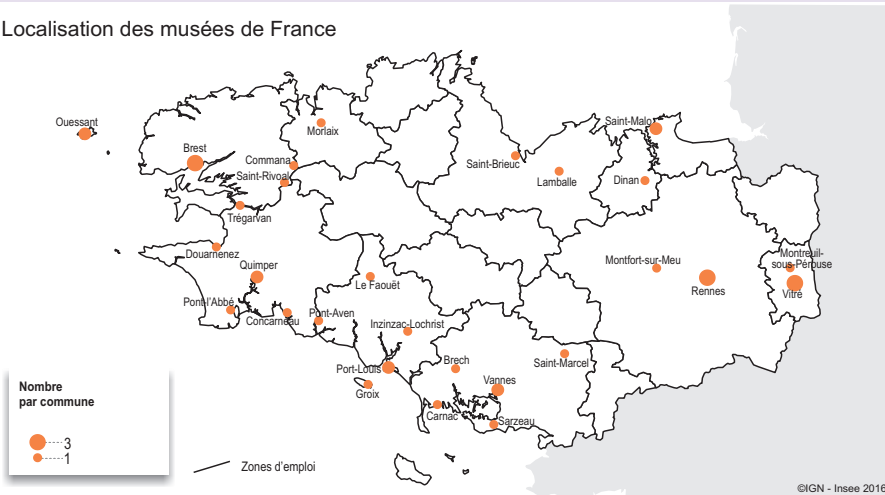 Localisation des musées de France
Ouessant
Saint-Malo
Morlaix
Brest
Commana
Saint-Brieuc
Saint-Rivoal
Lamballe
Dinan
Trégarvan
Douarnenez
Montreuil-
sous-Pérouse
Quimper
Montfort-sur-Meu
Le Faouët
Rennes
Vitré
Pont-l'Abbé
Concarneau
Pont-Aven
Inzinzac-Lochrist
Port-Louis
Brech
Saint-Marcel
Vannes
Groix
Carnac
Sarzeau
Nombre
par commune
3
1
Zones d'emploi
©IGN - Insee 2016